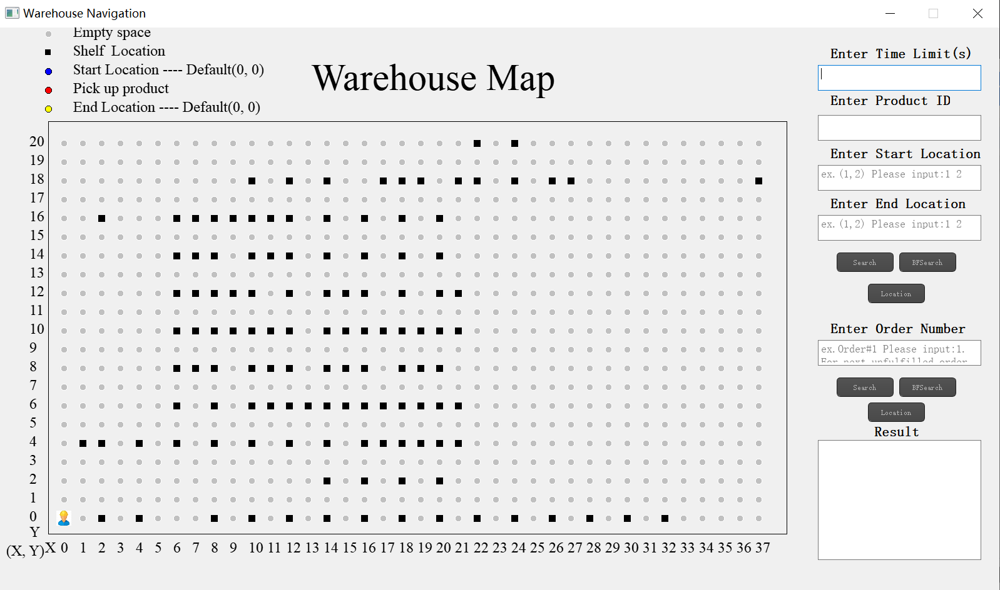 Warehouse Navigation
Empty space
Shelf Location
Start Location ---- Default(0, 0)
Pick up product
End Location ---- Default(0, 0)
Warehouse Map
20
19
18
17
16
15
14
13
12
11
10
9
8
7
6
5
4
3
2
1
0
Y
(X, Y)X 0 1 2 3 4 5 6 7 8 9 10 11 12 13 14 15 16 17 18 19 20 21 22 23 24 25 26 27 28 29 30 31 32 33 34 35 36 37
Enter Time Limit(s)
Enter Product ID
Enter Start Location
ex.(1,2) Please input:1 2
Enter End Location
ex.(1,2) Please input:1 2
Search BFSearch
Location
Enter Order Number
ex.Order#1 Please input:1.
For next unfulfilled order
Search BFSearch
Location
Result